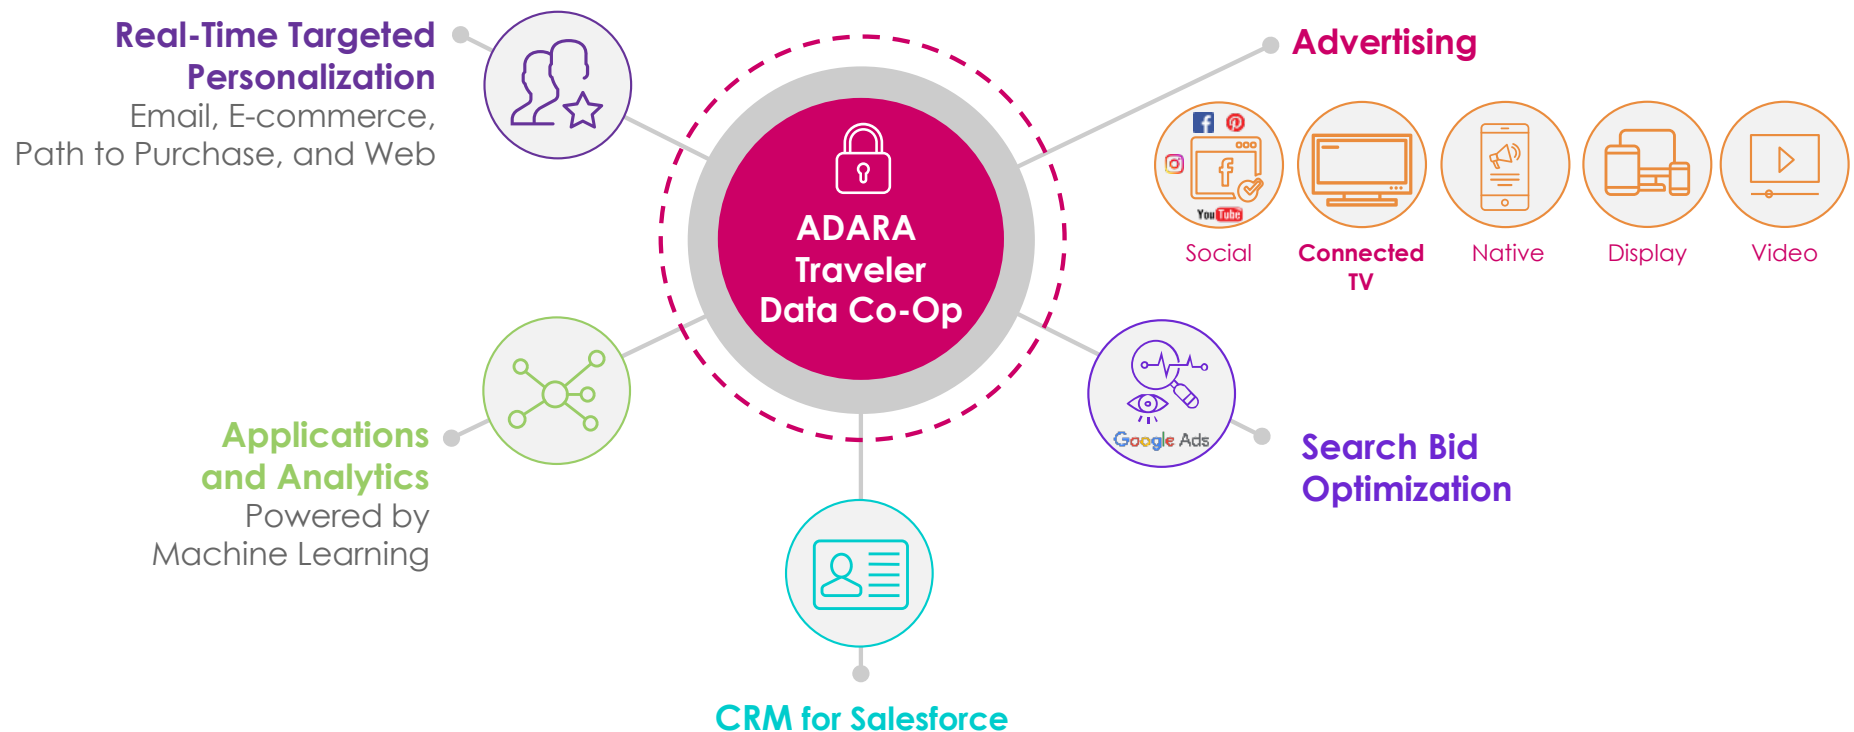 Real-Time Targeted
Personalization
Email, E-commerce,
Path to Purchase, and Web
ADARA
Traveler
Data Co-Op
Advertising
You Tube
Social
Connected
TV
Native
Display
Video
Applications
and Analytics
Powered by
Machine Learning
Google Ads
Search Bid
Optimization
CRM for Salesforce